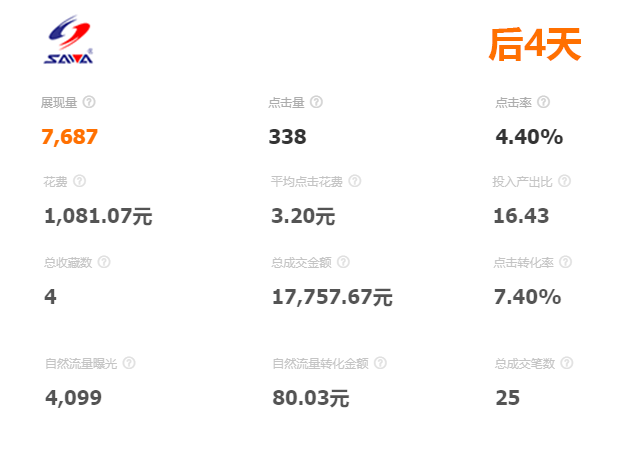 SAWA
后4天
展现量 点击量 点击率
7,687 338 4.40%
花费 平均点击花费 投入产出比
1,081.07元 3.20元 16.43
总收藏数 总成交金额 点击转化率
4 17,757.67元 7.40%
自然流量曝光 自然流量转化金额 总成交笔数
4,099 80.03元 25